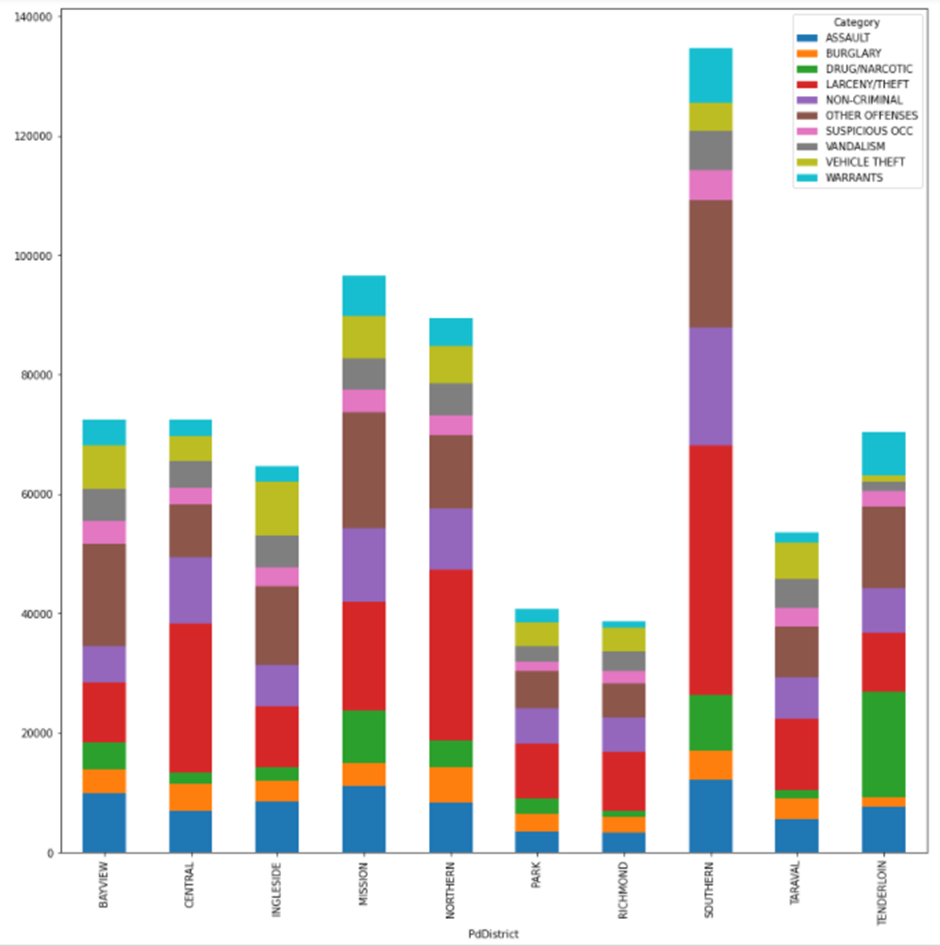 140000
120000
100000
80000
60000
40000
20000
0
Category
ASSAULT
BURGLARY
DRUG/NARCOTIC
LARCENY/THEFT
NON-CRIMINAL
OTHER OFFENSES
SUSPICIOUS OCC
VANDALISM
VEHICLE THEFT
WARRANTS
BAYVIEW
CENTRAL
INGLESIDE
MISSION
NORTHERN
PARK
RICHMOND
SOUTHERN
TARAVAL
TENDERLOIN
PdDistrict